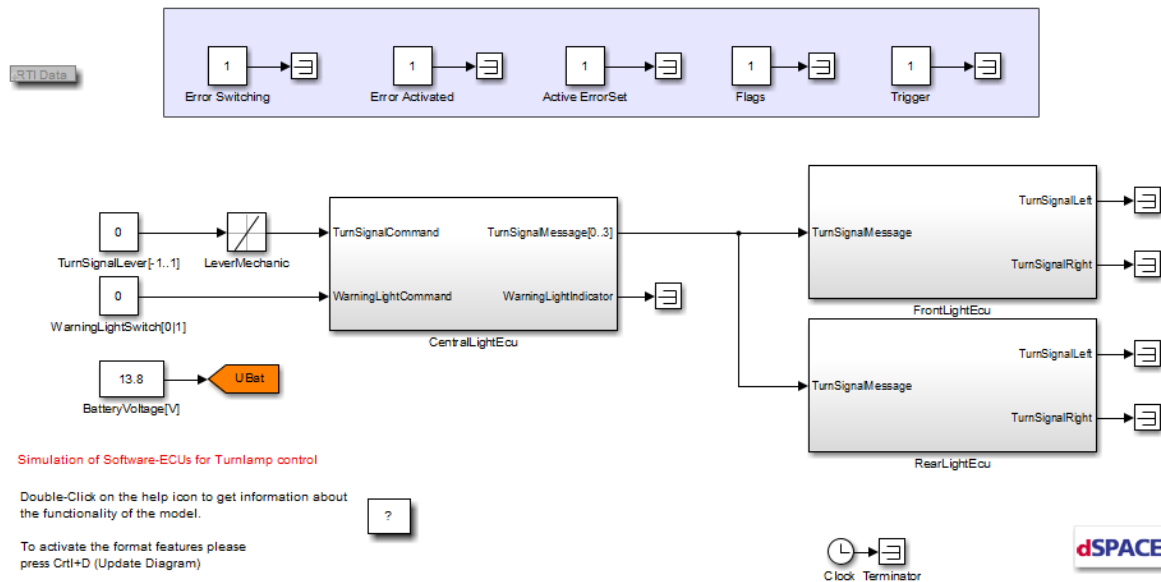 RTI Data
1
1
1
1
1
Error Switching
Error Activated
Active ErrorSet
Flags
Trigger
0
TurnSignalLever[-1..1]
LeverMechanic
0
WarningLightSwitch[0|1]
TurnSignalCommand
TurnSignalMessage[0..3]
WarningLightCommand
WarningLightIndicator
CentralLightEcu
TurnSignalLeft
TurnSignalMessage
TurnSignalRight
FrontLightEcu
TurnSignalLeft
TurnSignalMessage
TurnSignalRight
RearLightEcu
13.8
UBat
BatteryVoltage[V]
Simulation of Software-ECUs for Turnlamp control
Double-Click on the help icon to get information about
the functionality of the model.
?
To activate the format features please
press Crtl+D (Update Diagram)
Clock
Terminator
dSPACE